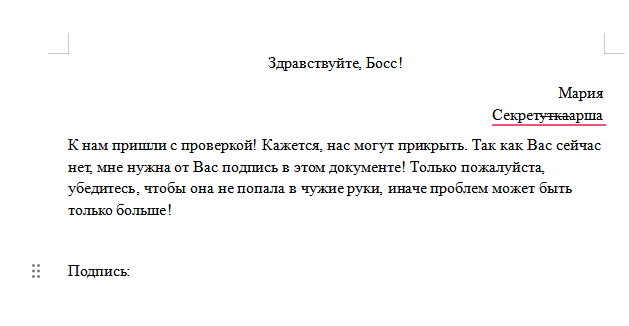 Здравствуйте, Босс!
Мария
Секретуткаарша
К нам пришли с проверкой! Кажется, нас могут прикрыть. Так как Вас сейчас
нет, мне нужна от Вас подпись в этом документе! Только пожалуйста,
убедитесь, чтобы она не попала в чужие руки, иначе проблем может быть
только больше!
Подпись: